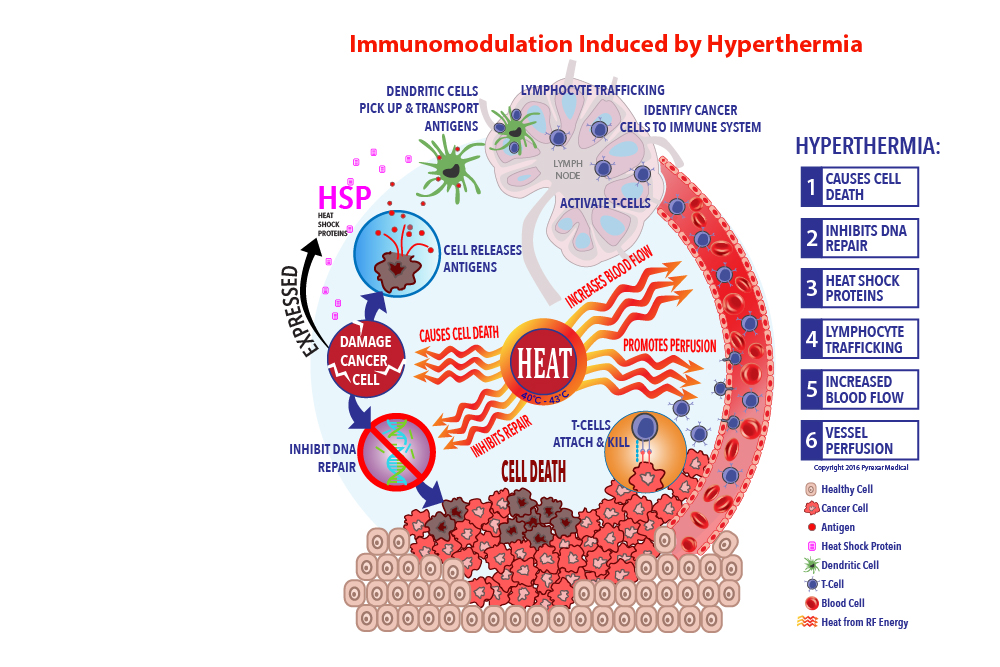 Immunomodulation Induced by Hyperthermia
DENDRITIC CELLS
PICK UP & TRANSPORT
ANTIGENS
LYMPHOCYTE TRAFFICKING
IDENTIFY CANCER
CELLS TO IMMUNE SYSTEM
LYMPH
NODE
ACTIVATE T-CELLS
HSP
HEAT
SHOCK
PROTEINS
CELL RELEASES
ANTIGENS
EXPRESSED
DAMAGE
CANCER
CELL
CAUSES CELL DEATH
INCREASES BLOOD FLOW
PROMOTES PERFUSION
HEAT
40°C - 43°C
INHIBITS REPAIR
INHIBIT DNA
REPAIR
T-CELLS
ATTACH & KILL
CELL DEATH
HYPERTHERMIA:
1 CAUSES CELL
DEATH
2 INHIBITS DNA
REPAIR
3 HEAT SHOCK
PROTEINS
4 LYMPHOCYTE
TRAFFICKING
5 INCREASED
BLOOD FLOW
6 VESSEL
PERFUSION
Copyright 2016 Pyrexar Medical
Healthy Cell
Cancer Cell
Antigen
Heat Shock Protein
Dendritic Cell
T-Cell
Blood Cell
Heat from RF Energy